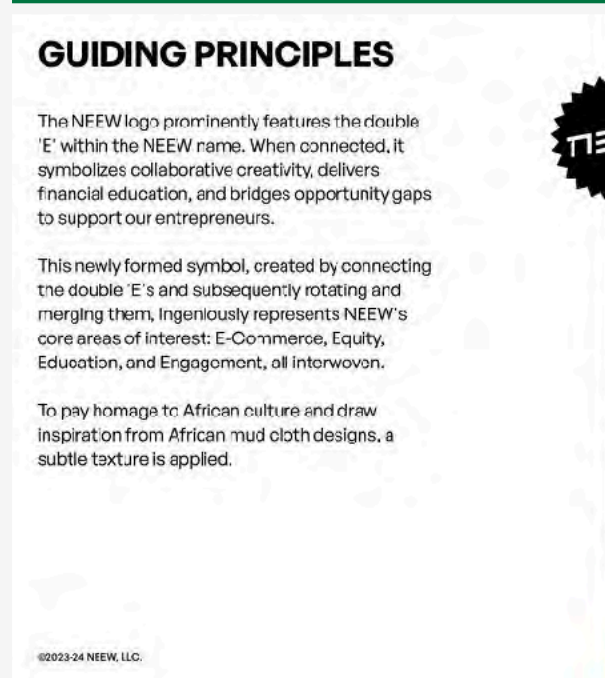 GUIDING PRINCIPLES
The NEEW logo prominently features the double
'E' within the NEEW name. When connected, it
symbolizes collaborative creativity, delivers
financial education, and bridges opportunity gaps
to support our entrepreneurs.
This newly formed symbol, created by connecting
the double 'E's and subsequently rotating and
merging them, ingeniously represents NEEW's
core areas of interest: E-Commerce, Equity,
Education, and Engagement, all interwoven.
To pay homage to African culture and draw
inspiration from African mud cloth designs, a
subtle texture is applied.
©2023-24 NEEW, LLC.